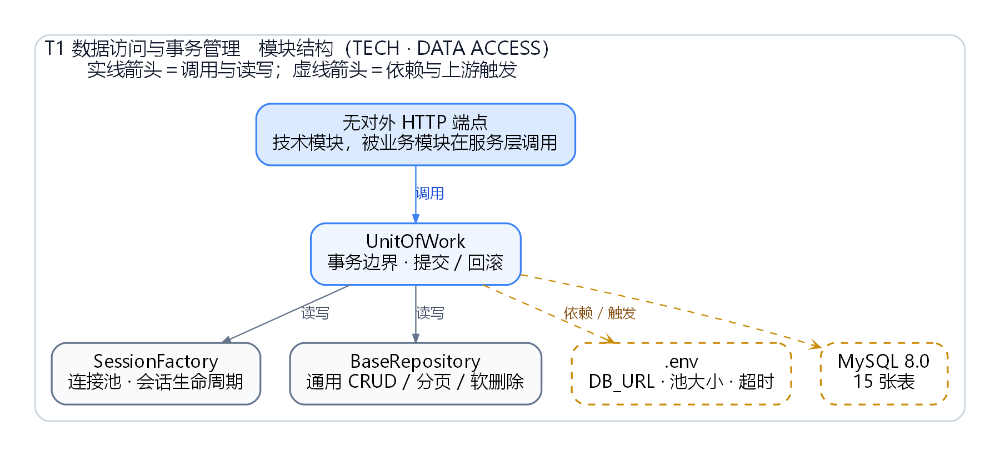 T1 数据访问与事务管理　模块结构（TECH · DATA ACCESS）
实线箭头＝调用与读写；虚线箭头＝依赖与上游触发
无对外 HTTP 端点
技术模块，被业务模块在服务层调用
调用
UnitOfWork
事务边界 · 提交 / 回滚
读写
读写
依赖 / 触发
SessionFactory
连接池 · 会话生命周期
BaseRepository
通用 CRUD / 分页 / 软删除
.env
DB_URL · 池大小 · 超时
MySQL 8.0
15 张表